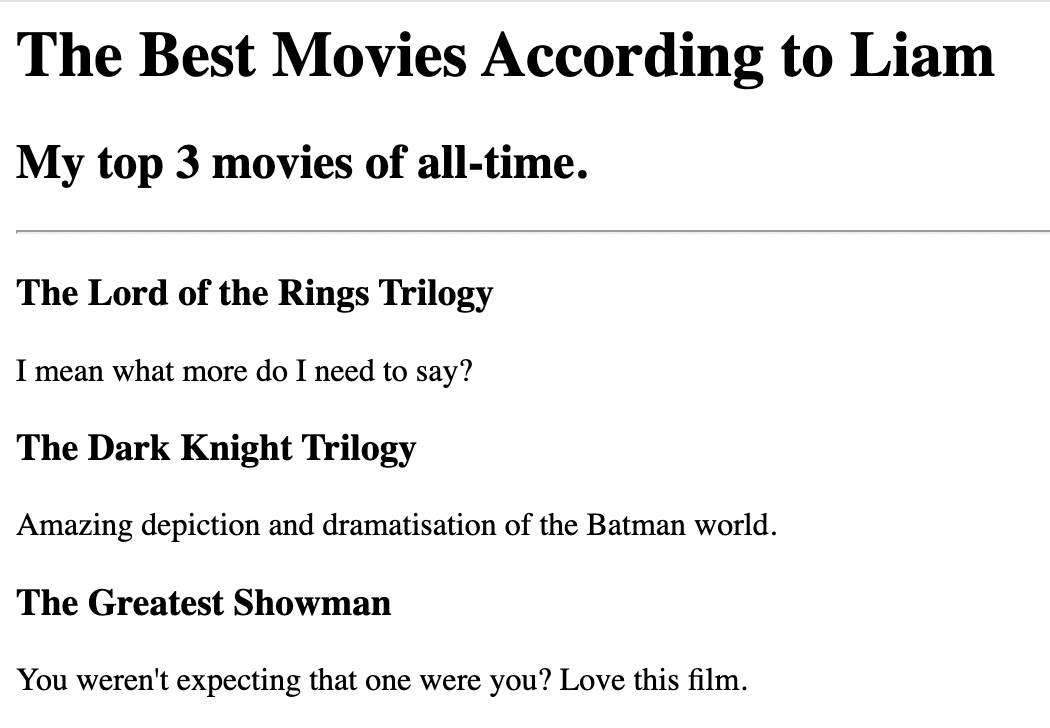 The Best Movies According to Liam
My top 3 movies of all-time.
The Lord of the Rings Trilogy
I mean what more do I need to say?
The Dark Knight Trilogy
Amazing depiction and dramatisation of the Batman world.
The Greatest Showman
You weren't expecting that one were you? Love this film.